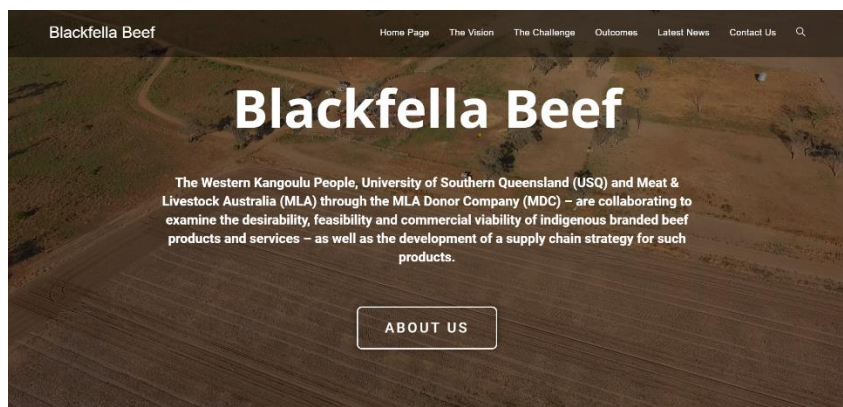 Blackfella Beef
Home Page The Vision The Challenge Outcomes Latest News Contact Us
Blackfella Beef
The Western Kangoulu People, University of Southern Queensland (USQ) and Meat &
Livestock Australia (MLA) through the MLA Donor Company (MDC) – are collaborating to
examine the desirability, feasibility and commercial viability of indigenous branded beef
products and services – as well as the development of a supply chain strategy for such
products.
ABOUT US